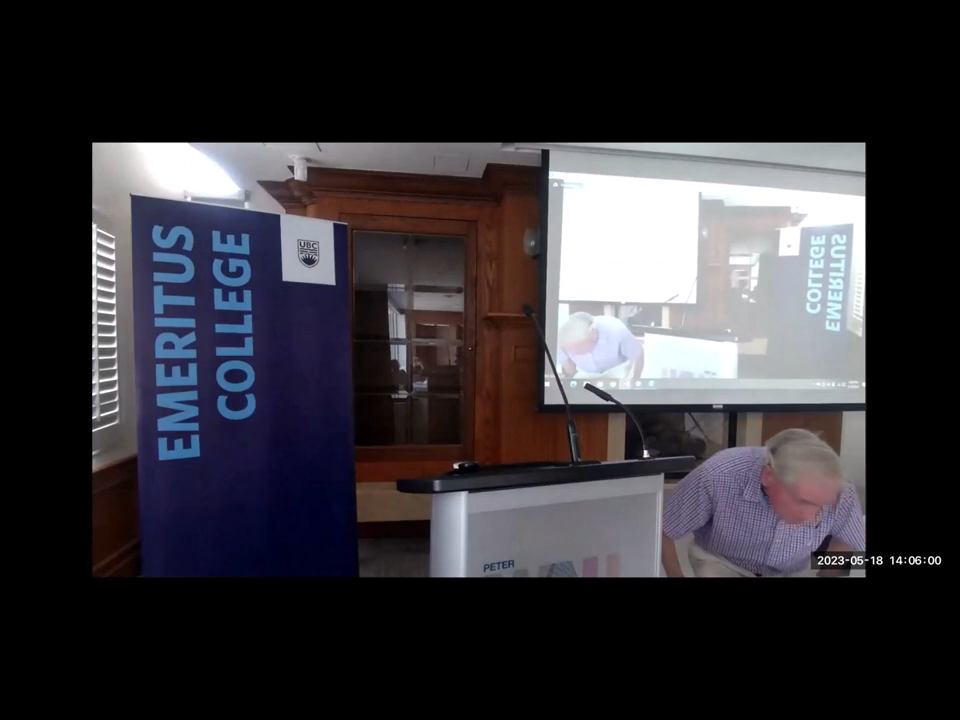 EMERITUS
COLLEGE
UBC
COLLEGE
EMERITUS
PETER
2023-05-18 14:06:00